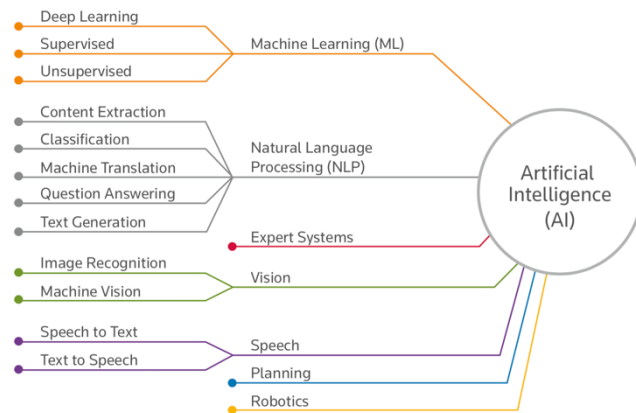 Deep Learning
Supervised
Unsupervised
Machine Learning (ML)
Content Extraction
Classification
Machine Translation
Question Answering
Text Generation
Natural Language
Processing (NLP)
Expert Systems
Image Recognition
Machine Vision
Vision
Speech to Text
Text to Speech
Speech
Planning
Robotics
Artificial
Intelligence
(AI)